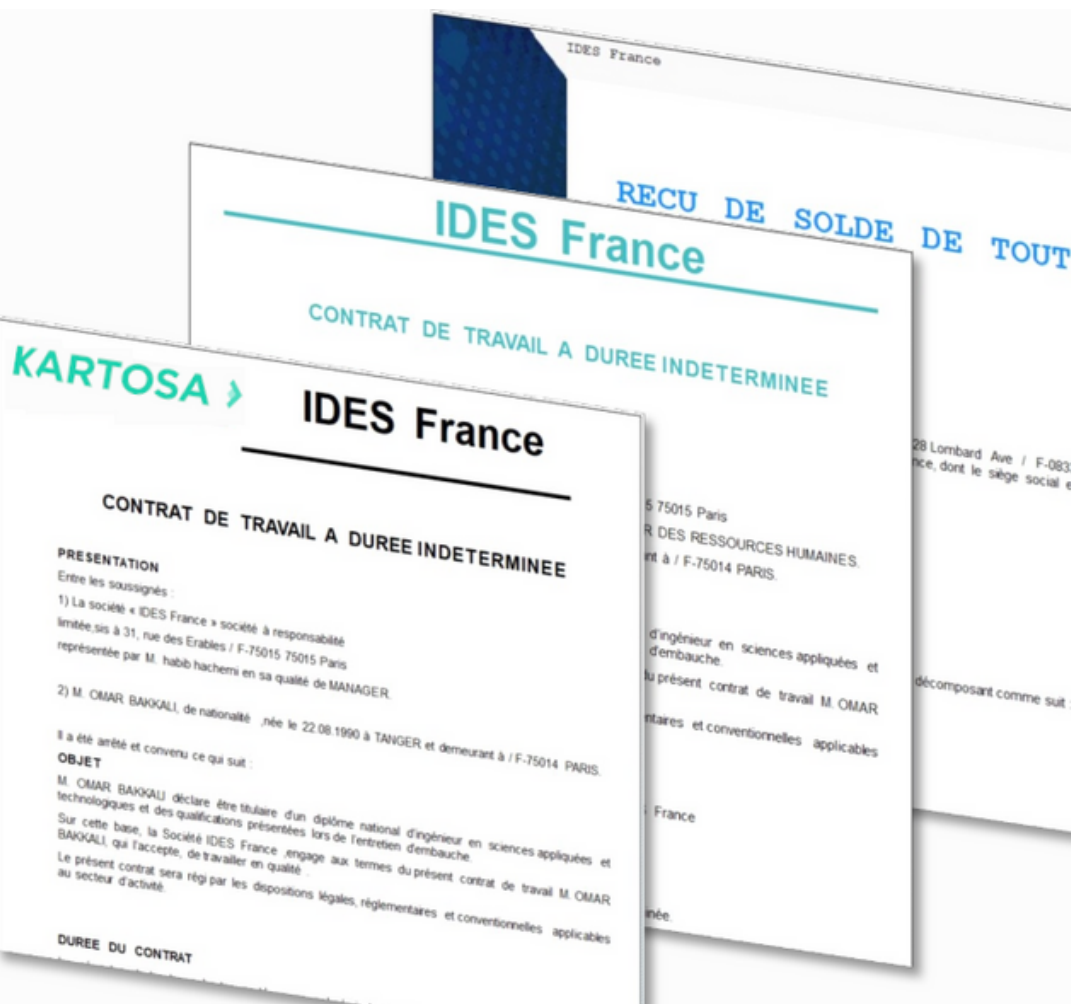 IDES France
RECU DE SOLDE DE TOUT
28 Lombard Ave / F-083
nce, dont le siège social e
décomposant comme suit :
IDES France
CONTRAT DE TRAVAIL A DUREE INDETERMINEE
5 75015 Paris
R DES RESSOURCES HUMAINES.
nt à / F-75014 PARIS.
d'ingénieur en sciences appliquées et
d'embauche.
du présent contrat de travail M. OMAR
ntaires et conventionnelles applicables
France
née.
KARTOSA
IDES France
CONTRAT DE TRAVAIL A DUREE INDETERMINEE
PRESENTATION
Entre les soussignés :
1) La société « IDES France » société à responsabilité
limitée,sis à 31, rue des Erables / F-75015 75015 Paris
représentée par M. habib hachemi en sa qualité de MANAGER.
2) M. OMAR BAKKALI, de nationalité ,née le 22.08.1990 à TANGER et demeurant à / F-75014 PARIS.
Il a été arrêté et convenu ce qui suit :
OBJET
M. OMAR BAKKALI déclare être titulaire d'un diplôme national d'ingénieur en sciences appliquées et
technologiques et des qualifications présentées lors de l'entretien d'embauche.
Sur cette base, la Société IDES France ,engage aux termes du présent contrat de travail M. OMAR
BAKKALI, qui l'accepte, de travailler en qualité .
Le présent contrat sera régi par les dispositions légales, réglementaires et conventionnelles applicables
au secteur d'activité.
DUREE DU CONTRAT